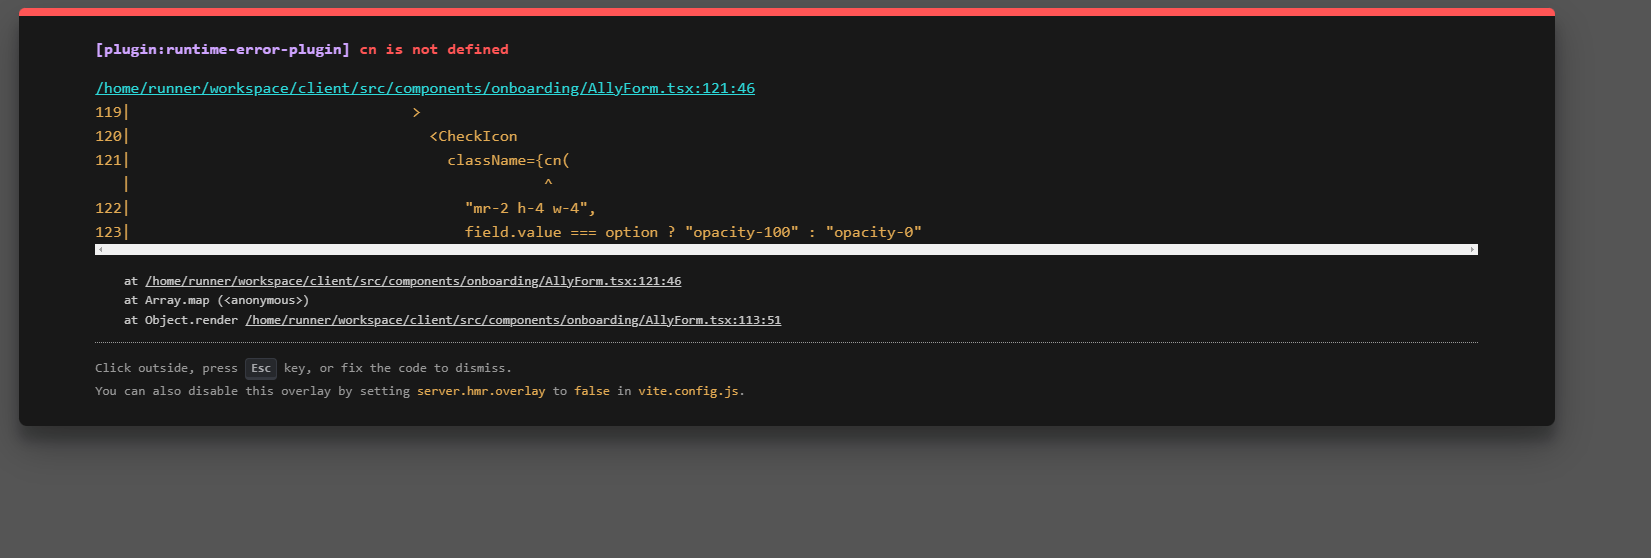 [plugin:runtime-error-plugin] cn is not defined
/home/runner/workspace/client/src/components/onboarding/AllyForm.tsx:121:46
119|                                >
120|                                  <CheckIcon
121|                                    className={cn(
   |                                               ^
122|                                      "mr-2 h-4 w-4",
123|                                      field.value === option ? "opacity-100" : "opacity-0"
at /home/runner/workspace/client/src/components/onboarding/AllyForm.tsx:121:46
at Array.map (<anonymous>)
at Object.render /home/runner/workspace/client/src/components/onboarding/AllyForm.tsx:113:51
Click outside, press Esc key, or fix the code to dismiss.
You can also disable this overlay by setting server.hmr.overlay to false in vite.config.js.